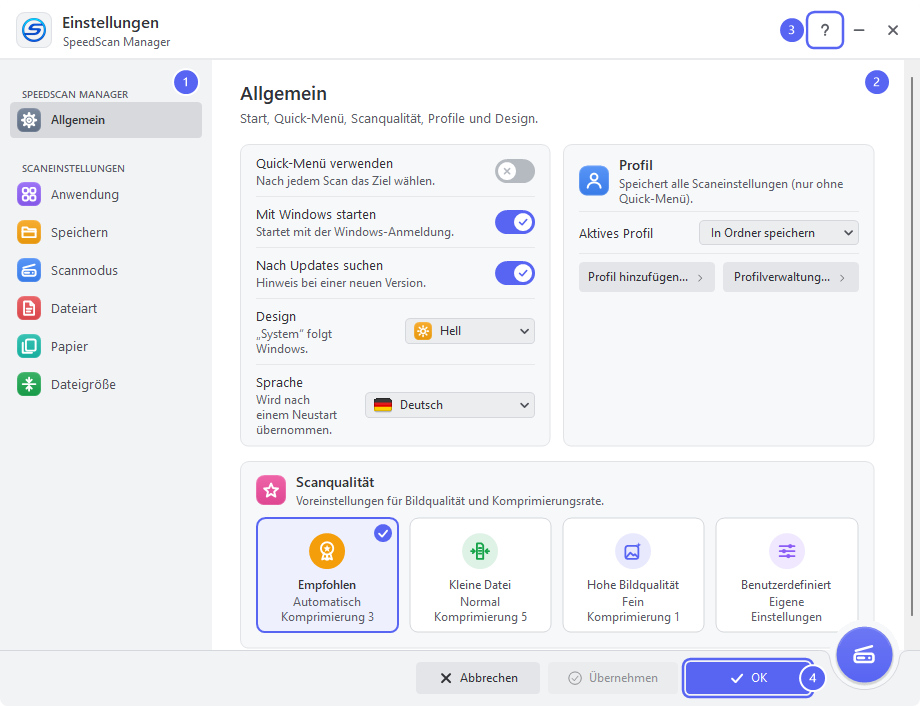 Einstellungen
SpeedScan Manager
3
?
1
SPEEDSCAN MANAGER
Allgemein
SCANEINSTELLUNGEN
Anwendung
Speichern
Scanmodus
Dateiart
Papier
Dateigröße
2
Allgemein
Start, Quick-Menü, Scanqualität, Profile und Design.
Quick-Menü verwenden
Nach jedem Scan das Ziel wählen.
Mit Windows starten
Startet mit der Windows-Anmeldung.
Nach Updates suchen
Hinweis bei einer neuen Version.
Design
„System“ folgt
Windows.
Hell
Sprache
Wird nach
einem Neustart
übernommen.
Deutsch
Profil
Speichert alle Scaneinstellungen (nur ohne
Quick-Menü).
Aktives Profil
In Ordner speichern
Profil hinzufügen...
Profilverwaltung...
Scanqualität
Voreinstellungen für Bildqualität und Komprimierungsrate.
Empfohlen
Automatisch
Komprimierung 3
Kleine Datei
Normal
Komprimierung 5
Hohe Bildqualität
Fein
Komprimierung 1
Benutzerdefiniert
Eigene
Einstellungen
Abbrechen
Übernehmen
OK
4